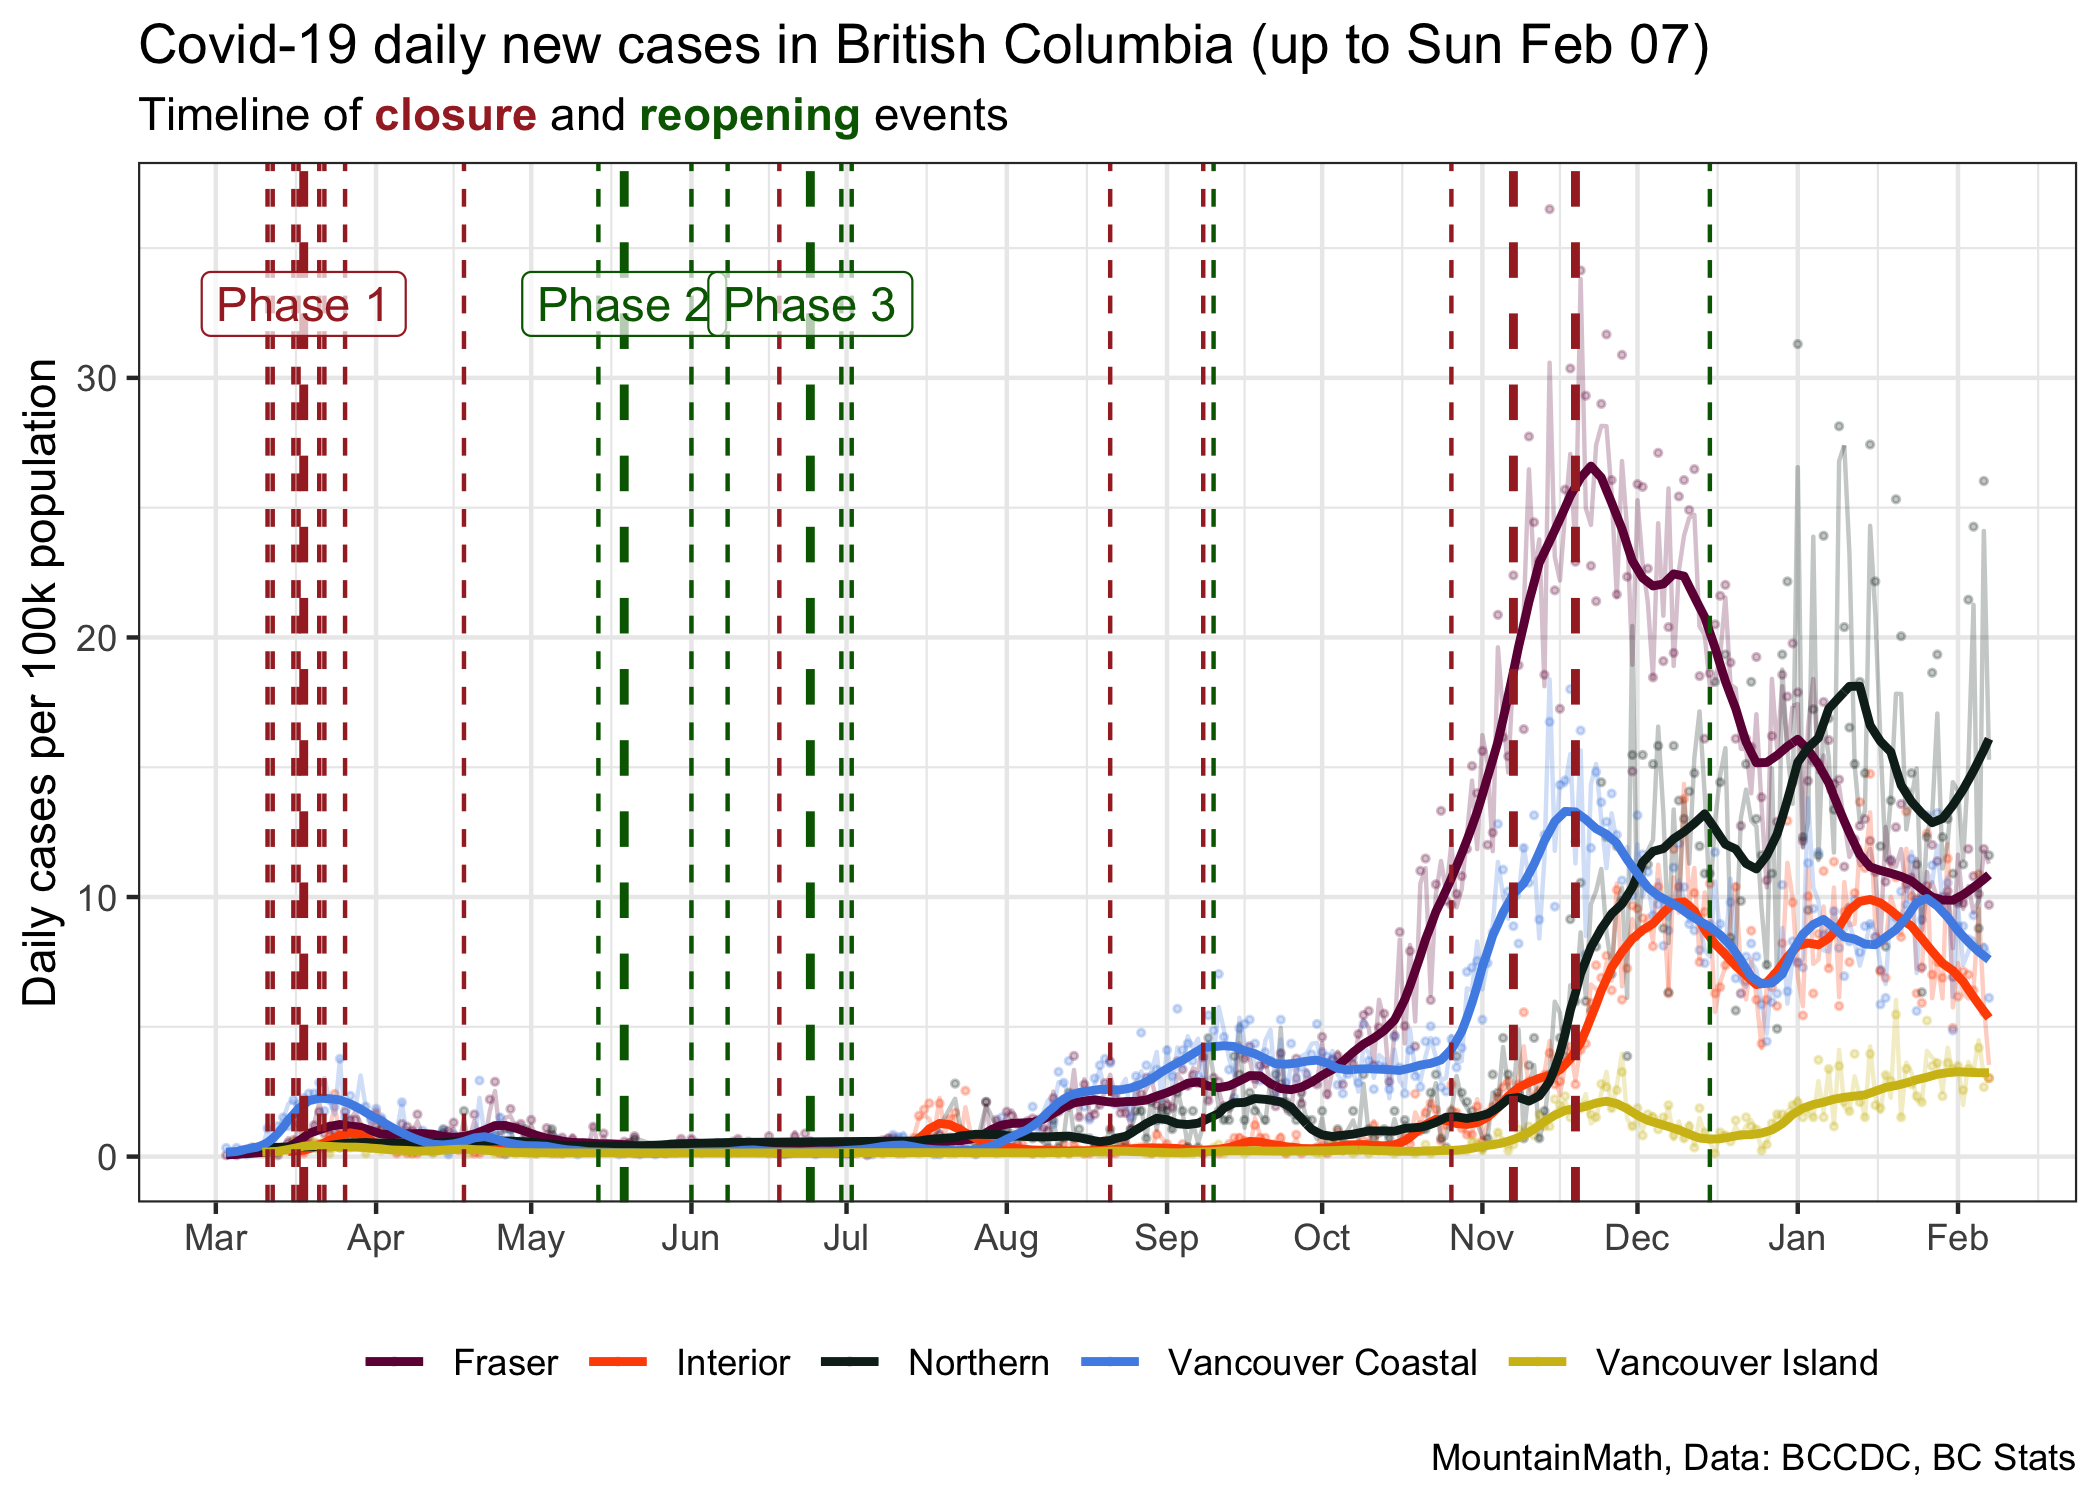 Covid-19 daily new cases in British Columbia (up to Sun Feb 07)
Timeline of closure and reopening events
Daily cases per 100k population
30
20
10
0
Phase 1
Phase 2
Phase 3
Mar Apr May Jun Jul Aug Sep Oct Nov Dec Jan Feb
Fraser Interior Northern Vancouver Coastal Vancouver Island
MountainMath, Data: BCCDC, BC Stats